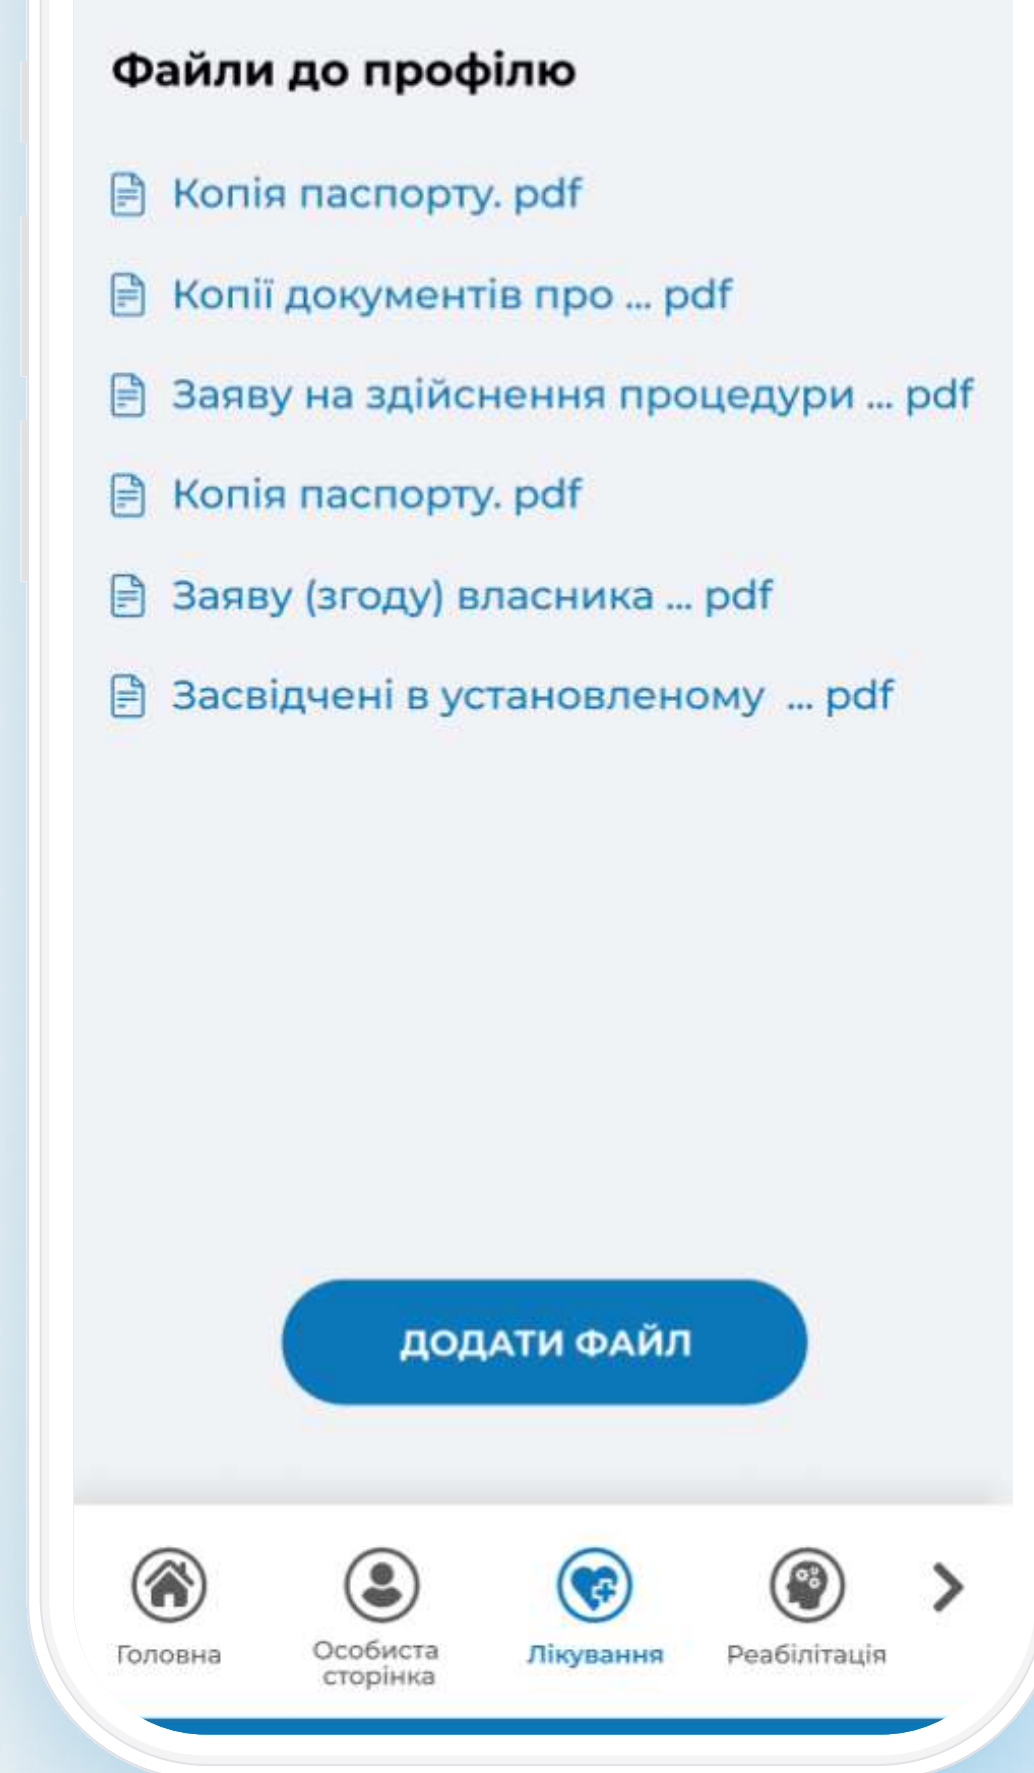 Файли до профілю
Копія паспорту. pdf
Копії документів про ... pdf
Заяву на здійснення процедури ... pdf
Копія паспорту. pdf
Заяву (згоду) власника ... pdf
Засвідчені в установленому ... pdf
ДОДАТИ ФАЙЛ
Головна
Особиста
сторінка
Лікування
Реабілітація